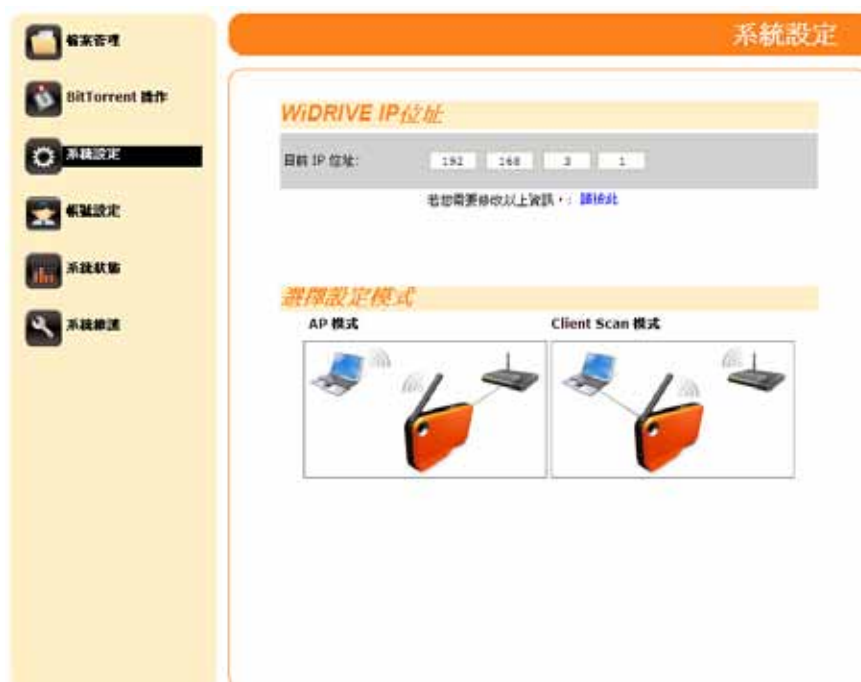 檔案管理
BitTorrent 操作
系統設定
帳號設定
系統狀態
系統維護
系統設定
WiDRIVE IP位址
目前 IP 位址: 192 168 3 1
若您需要修改以上資訊,: 請按此
選擇設定模式
AP 模式 Client Scan 模式